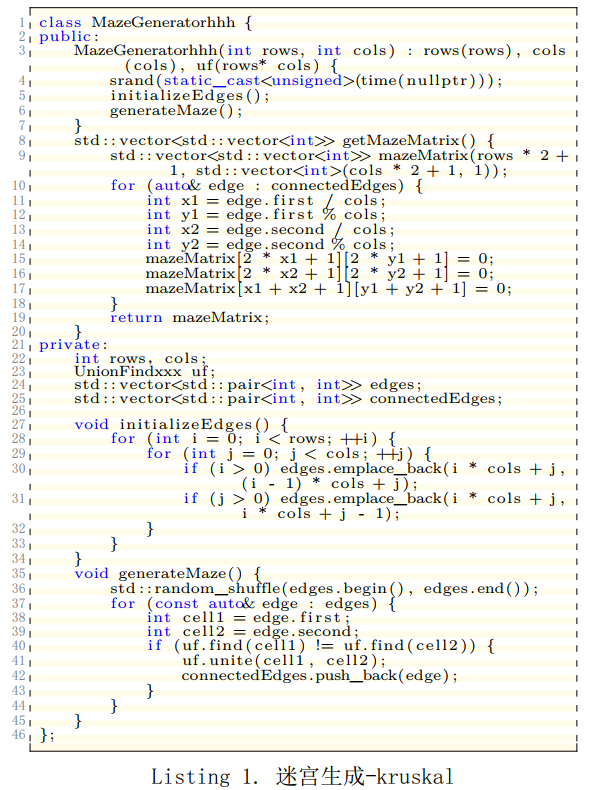 1 class MazeGeneratorhhh {
2 public:
3 MazeGeneratorhhh(int rows, int cols) : rows(rows), cols
(cols), uf(rows* cols) {
4 srand(static_cast<unsigned>(time(nullptr)));
5 initializeEdges();
6 generateMaze();
7 }
8 std::vector<std::vector<int>> getMazeMatrix() {
9 std::vector<std::vector<int>> mazeMatrix(rows * 2 +
1, std::vector<int>(cols * 2 + 1, 1));
10 for (auto& edge : connectedEdges) {
11 int x1 = edge.first / cols;
12 int y1 = edge.first % cols;
13 int x2 = edge.second / cols;
14 int y2 = edge.second % cols;
15 mazeMatrix[2 * x1 + 1][2 * y1 + 1] = 0;
16 mazeMatrix[2 * x2 + 1][2 * y2 + 1] = 0;
17 mazeMatrix[x1 + x2 + 1][y1 + y2 + 1] = 0;
18 }
19 return mazeMatrix;
20 }
21 private:
22 int rows, cols;
23 UnionFindxxx uf;
24 std::vector<std::pair<int, int>> edges;
25 std::vector<std::pair<int, int>> connectedEdges;
26
27 void initializeEdges() {
28 for (int i = 0; i < rows; ++i) {
29 for (int j = 0; j < cols; ++j) {
30 if (i > 0) edges.emplace_back(i * cols + j,
(i - 1) * cols + j);
31 if (j > 0) edges.emplace_back(i * cols + j,
i * cols + j - 1);
32 }
33 }
34 }
35 void generateMaze() {
36 std::random_shuffle(edges.begin(), edges.end());
37 for (const auto& edge : edges) {
38 int cell1 = edge.first;
39 int cell2 = edge.second;
40 if (uf.find(cell1) != uf.find(cell2)) {
41 uf.unite(cell1, cell2);
42 connectedEdges.push_back(edge);
43 }
44 }
45 }
46 };
Listing 1. 迷宫生成-kruskal